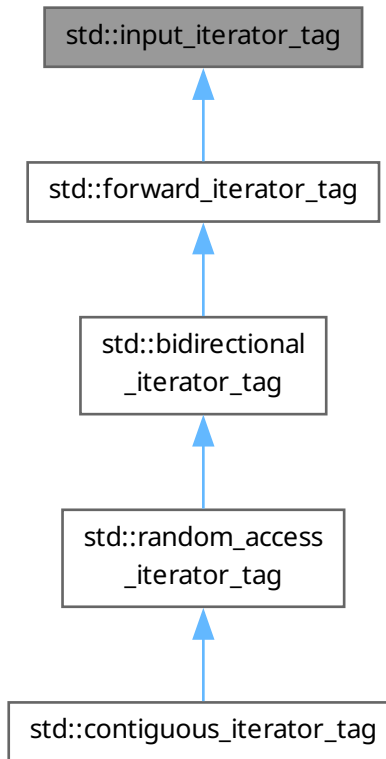 std::input_iterator_tag
std::forward_iterator_tag
std::bidirectional
_iterator_tag
std::random_access
_iterator_tag
std::contiguous_iterator_tag